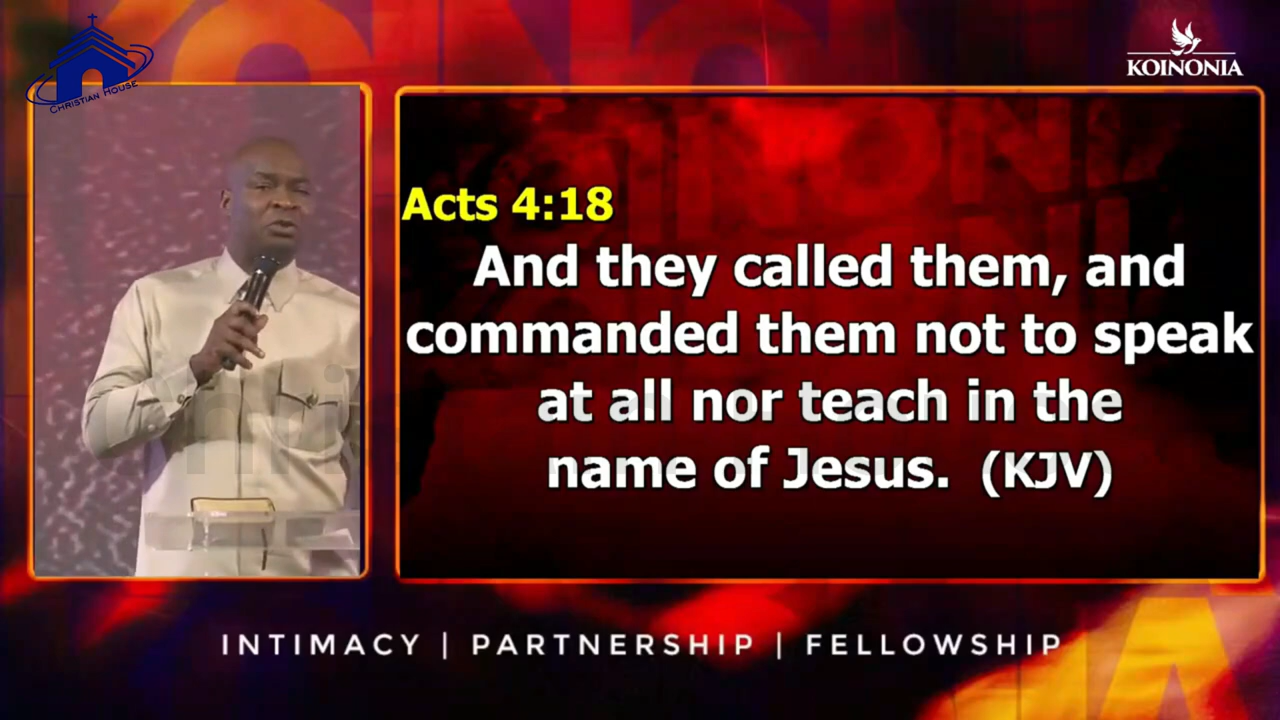 CHRISTIAN HOUSE
KOINONIA
Acts 4:18
And they called them, and
commanded them not to speak
at all nor teach in the
name of Jesus. (KJV)
INTIMACY | PARTNERSHIP | FELLOWSHIP